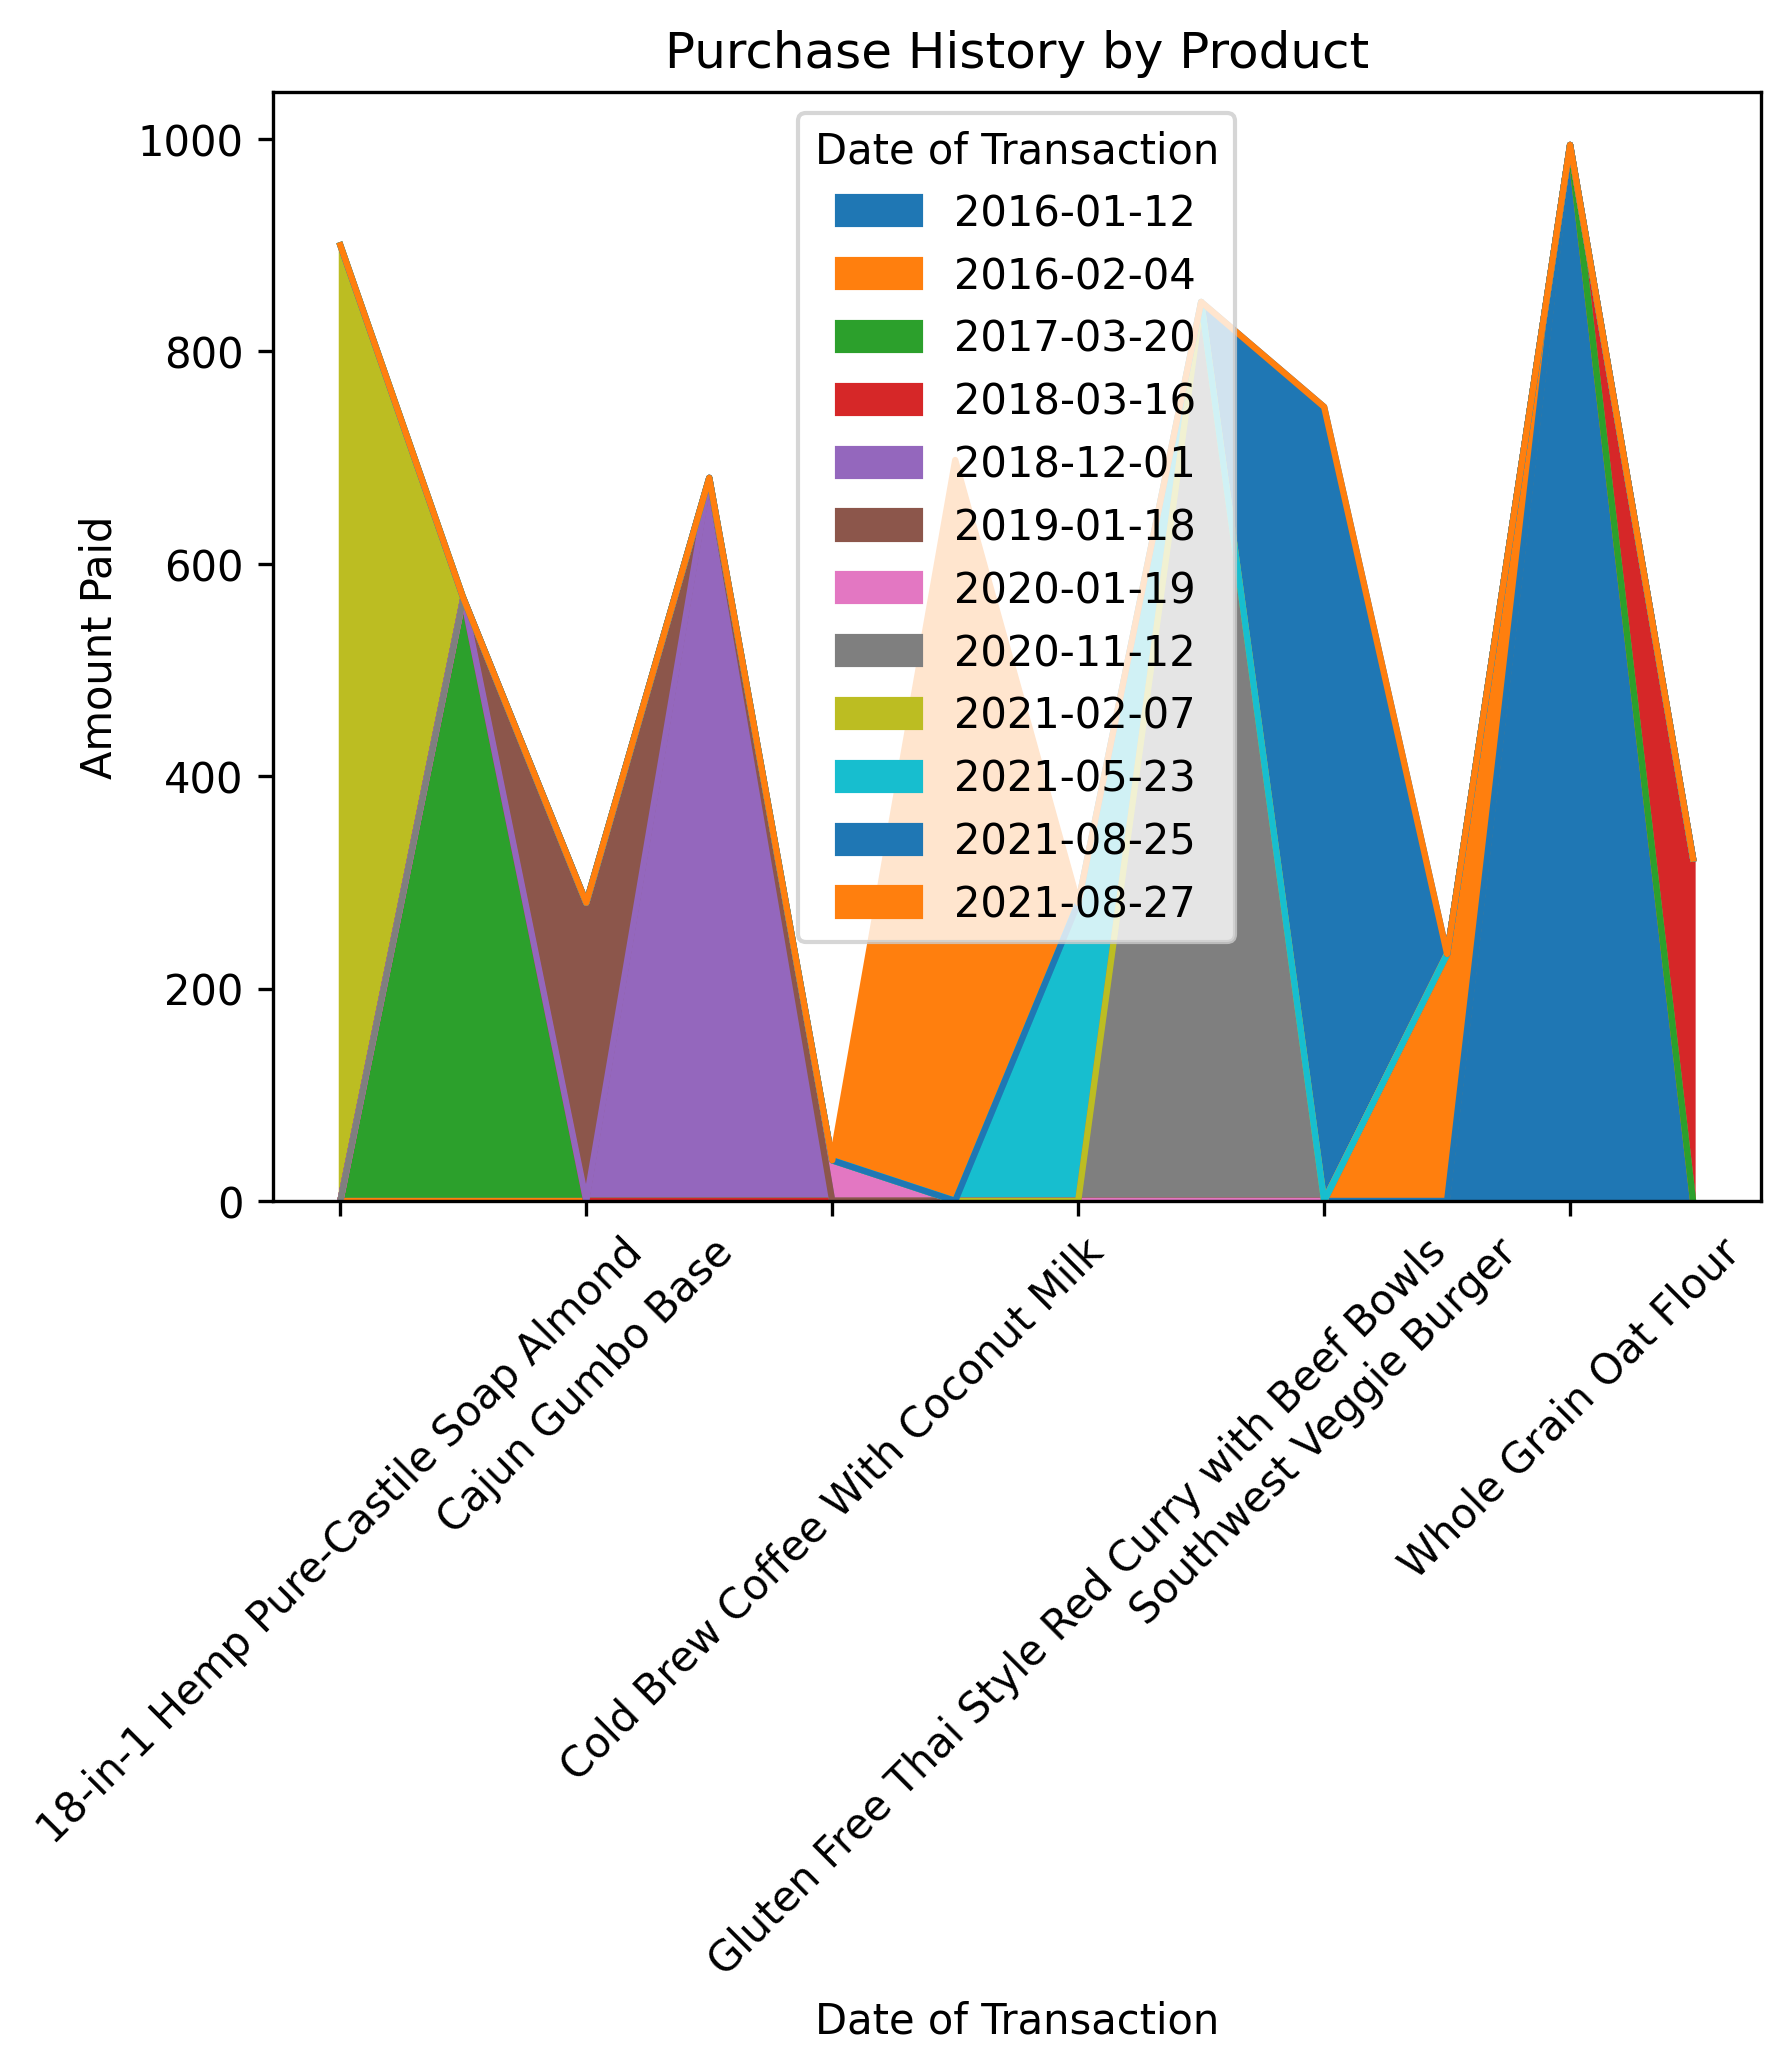 Purchase History by Product
Amount Paid
1000
800
600
400
200
0
Date of Transaction
2016-01-12
2016-02-04
2017-03-20
2018-03-16
2018-12-01
2019-01-18
2020-01-19
2020-11-12
2021-02-07
2021-05-23
2021-08-25
2021-08-27
18-in-1 Hemp Pure-Castile Soap Almond
Cajun Gumbo Base
Cold Brew Coffee With Coconut Milk
Gluten Free Thai Style Red Curry with Beef Bowls
Southwest Veggie Burger
Whole Grain Oat Flour
Date of Transaction